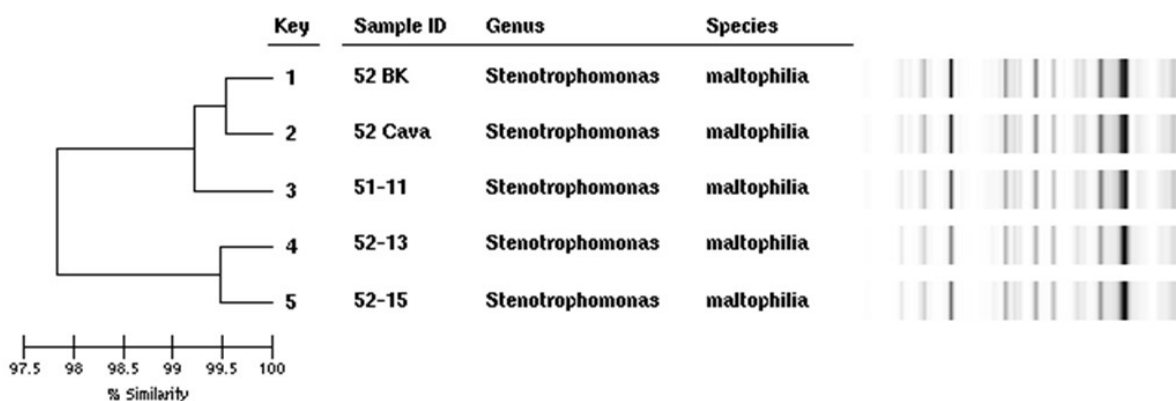 Key Sample ID Genus Species
1 52 BK Stenotrophomonas maltophilia
2 52 Cava Stenotrophomonas maltophilia
3 51-11 Stenotrophomonas maltophilia
4 52-13 Stenotrophomonas maltophilia
5 52-15 Stenotrophomonas maltophilia
97.5 98 98.5 99 99.5 100
% Similarity